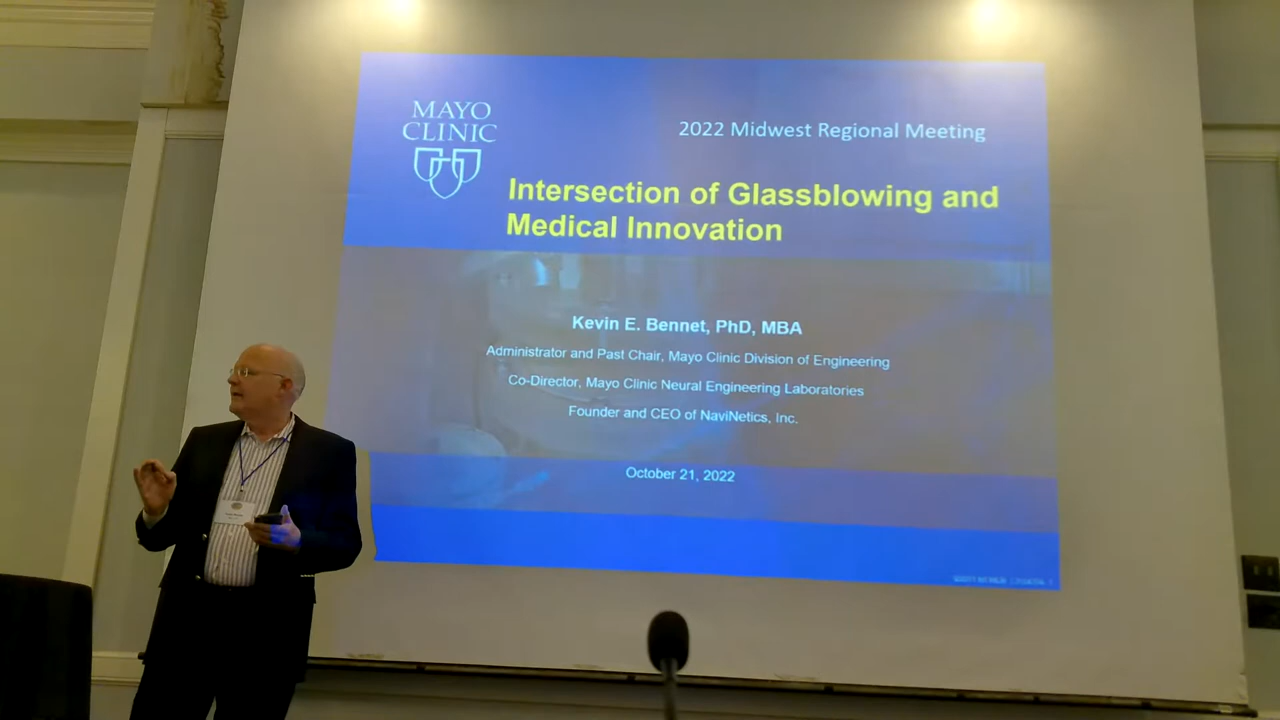 MAYO
CLINIC
2022 Midwest Regional Meeting
Intersection of Glassblowing and
Medical Innovation
Kevin E. Bennet, PhD, MBA
Administrator and Past Chair, Mayo Clinic Division of Engineering
Co-Director, Mayo Clinic Neural Engineering Laboratories
Founder and CEO of NaviNetics, Inc.
October 21, 2022